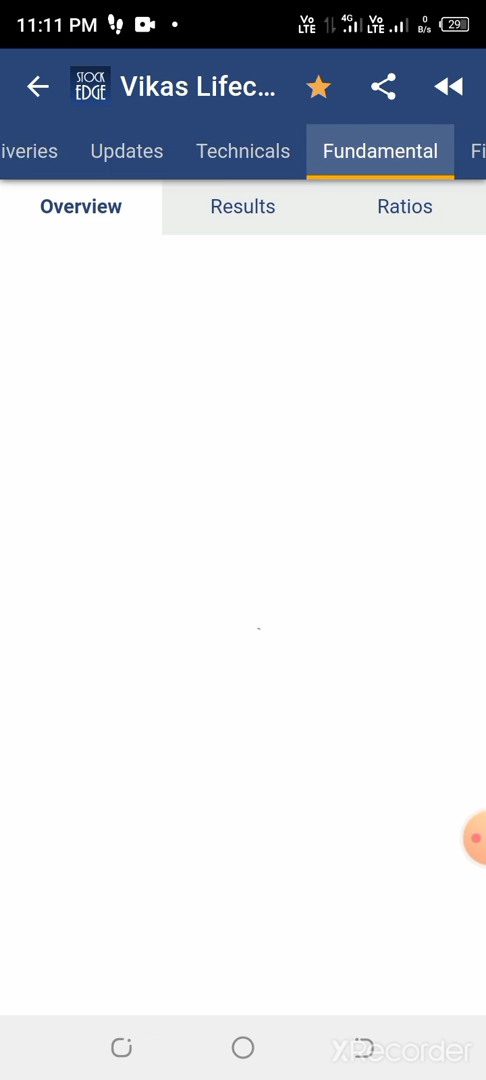 11:11 PM
Vo LTE 4G Vo LTE 0 B/s 29
STOCK EDGE Vikas Lifec...
iveries Updates Technicals Fundamental Fi
Overview Results Ratios
XRecorder